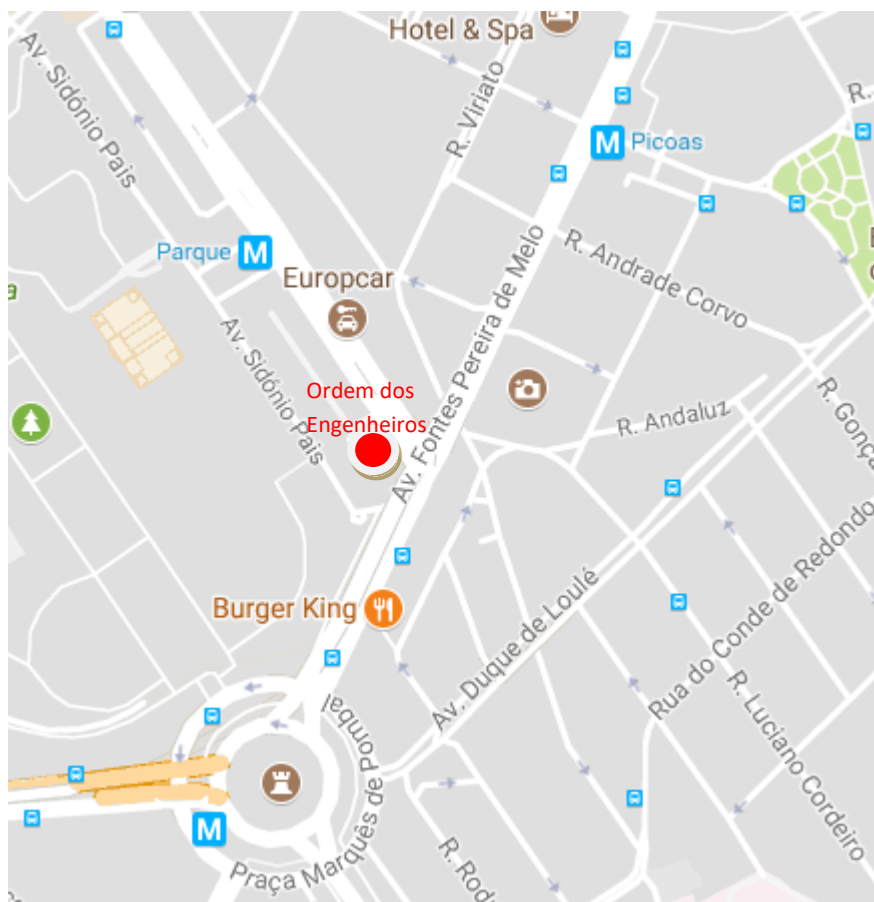 Hotel & Spa
Av. Sidónio Pais
R. Viriato
R.
M Picoas
Parque M
R. Andrade Corvo
Europcar
Av. Fontes Pereira de Melo
Av. Sidónio Pais
Ordem dos
Engenheiros
R. Andaluz
R. Gonça
Burger King
Av. Duque de Loulé
Rua do Conde de Redondo
R. Luciano Cordeiro
M
Praça Marquês de Pombal
R. Rod